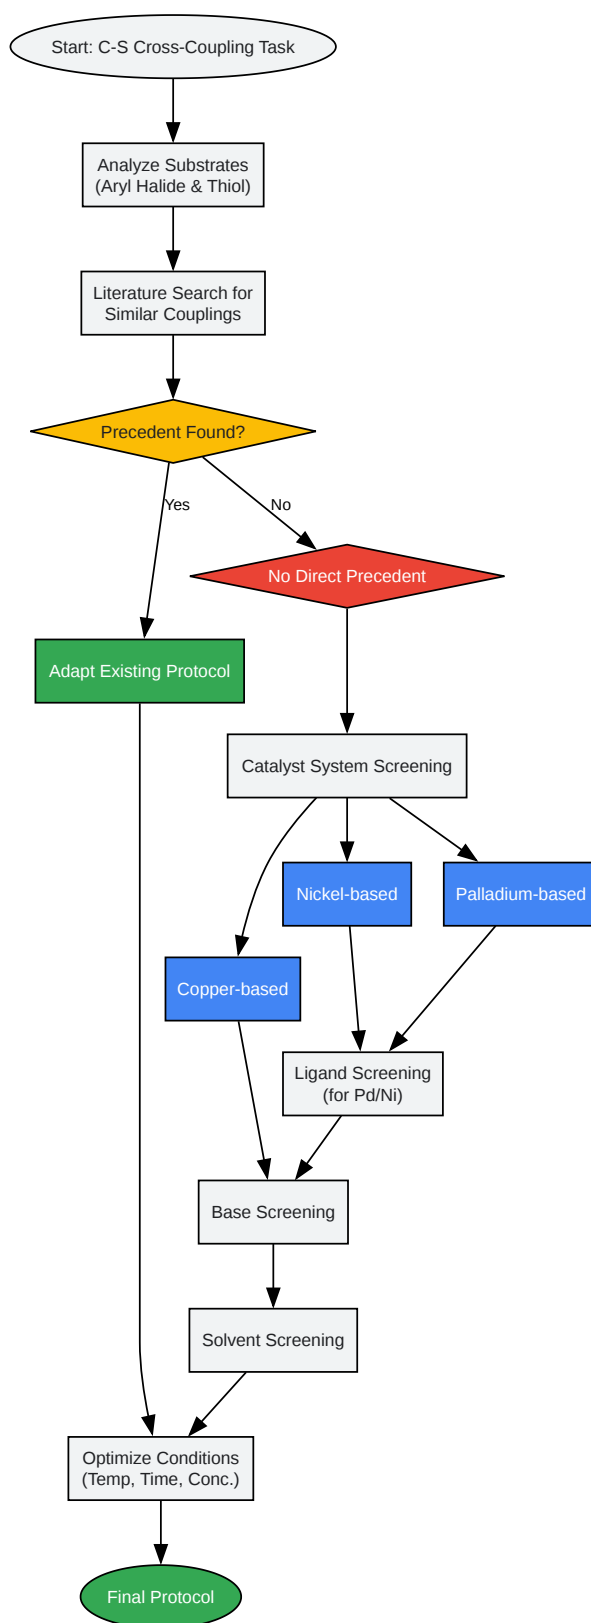 Start: C-S Cross-Coupling Task
Analyze Substrates
(Aryl Halide & Thiol)
Literature Search for
Similar Couplings
Precedent Found?
Yes
No
No Direct Precedent
Adapt Existing Protocol
Catalyst System Screening
Nickel-based
Palladium-based
Copper-based
Ligand Screening
(for Pd/Ni)
Base Screening
Solvent Screening
Optimize Conditions
(Temp, Time, Conc.)
Final Protocol